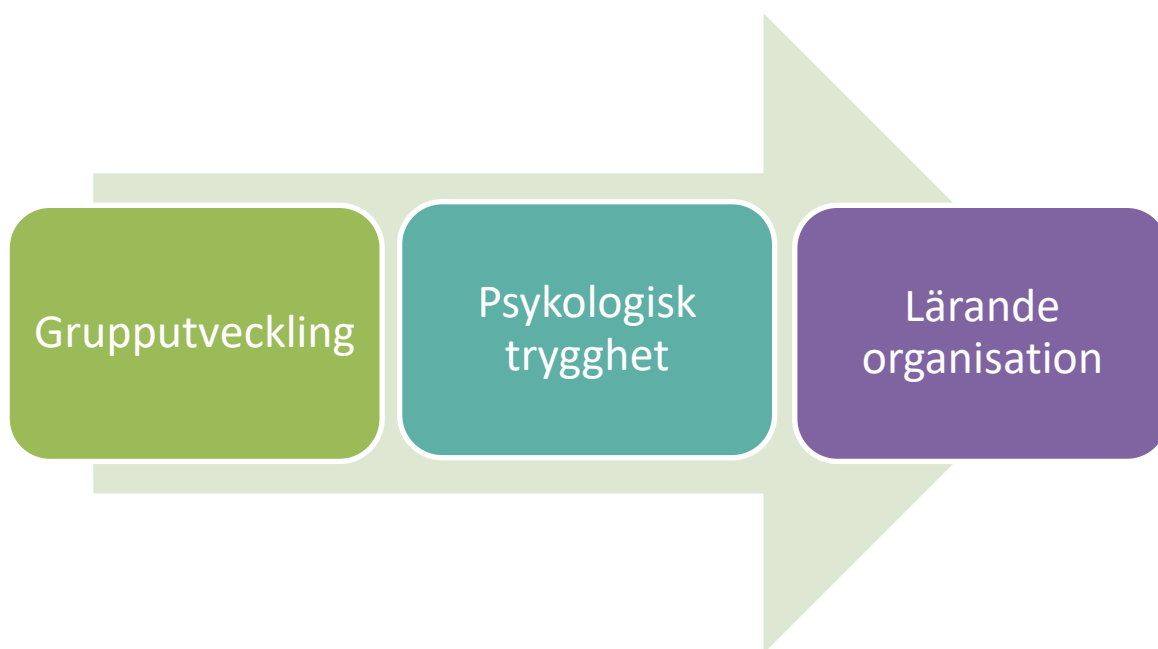 Grupputveckling
Psykologisk
trygghet
Lärande
organisation